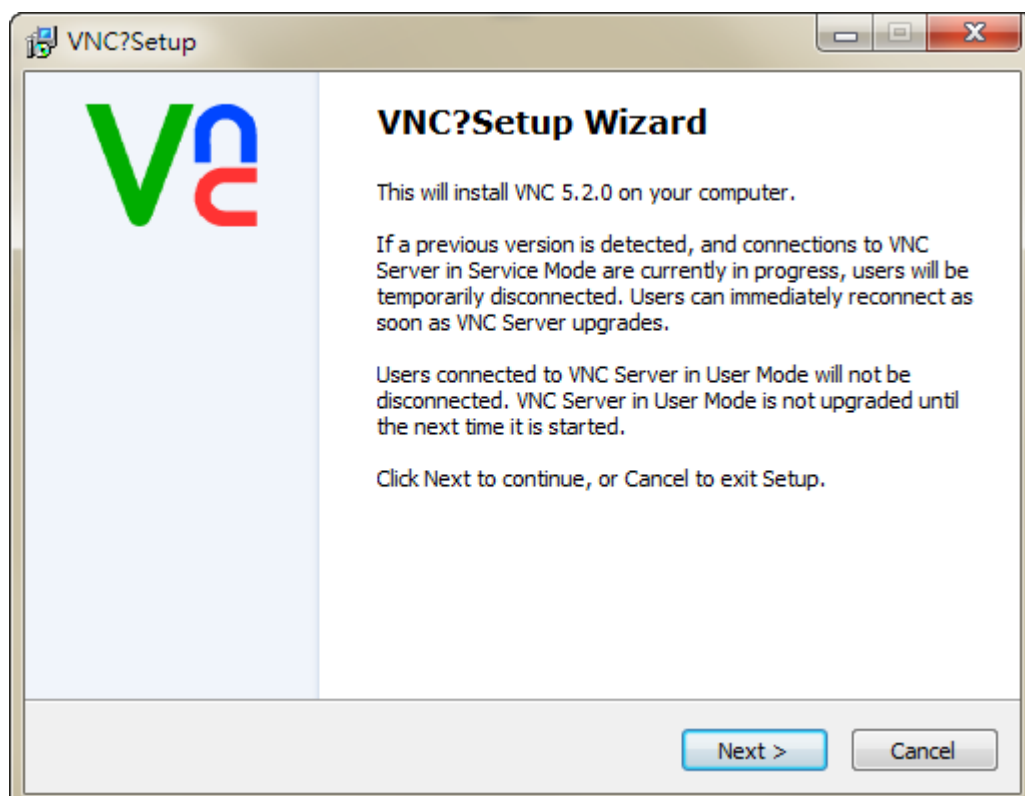 VNC?Setup
Vnc
VNC?Setup Wizard
This will install VNC 5.2.0 on your computer.
If a previous version is detected, and connections to VNC
Server in Service Mode are currently in progress, users will be
temporarily disconnected. Users can immediately reconnect as
soon as VNC Server upgrades.
Users connected to VNC Server in User Mode will not be
disconnected. VNC Server in User Mode is not upgraded until
the next time it is started.
Click Next to continue, or Cancel to exit Setup.
Next >
Cancel